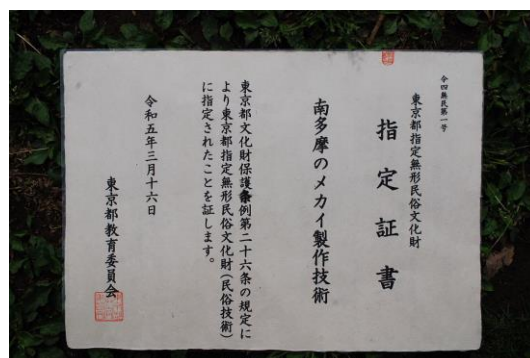 令四無民第一号
東京都指定無形民俗文化財
指定証書
南多摩のメカイ製作技術
東京都文化財保護条例第二十六条の規定に
より東京都指定無形民俗文化財(民俗技術)
に指定されたことを証します。
令和五年三月十六日
東京都教育委員会